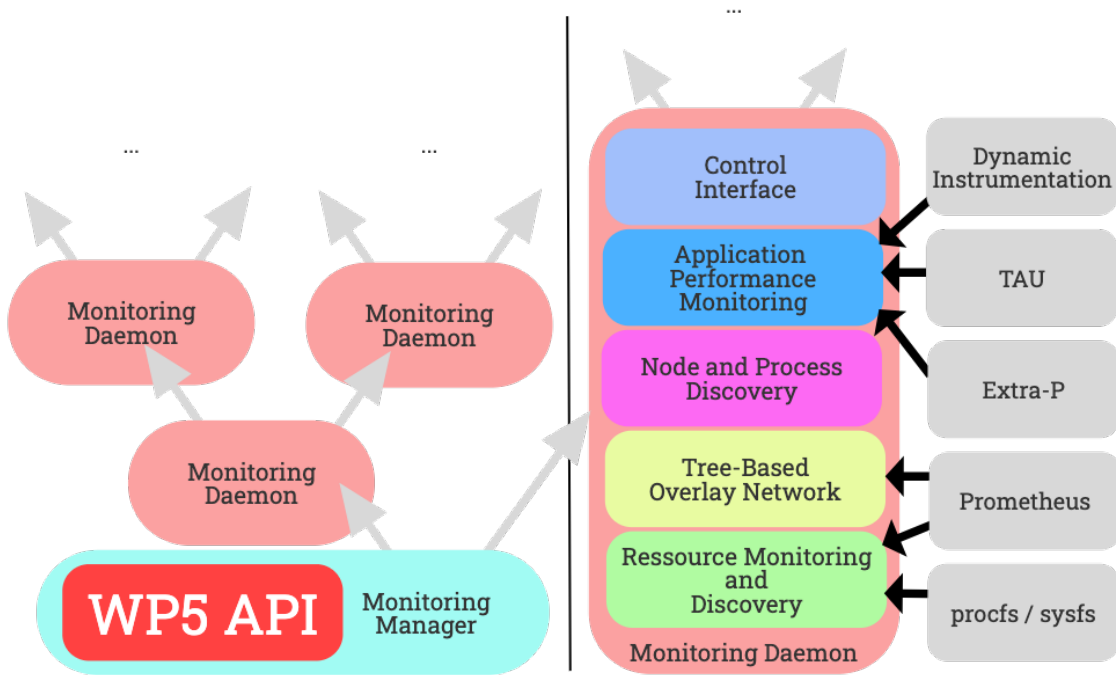 ...
...
Monitoring
Daemon
Monitoring
Daemon
Monitoring
Daemon
WP5 API
Monitoring
Manager
...
Control
Interface
Application
Performance
Monitoring
Node and Process
Discovery
Tree-Based
Overlay Network
Ressource Monitoring
and
Discovery
Monitoring Daemon
Dynamic
Instrumentation
TAU
Extra-P
Prometheus
procfs / sysfs